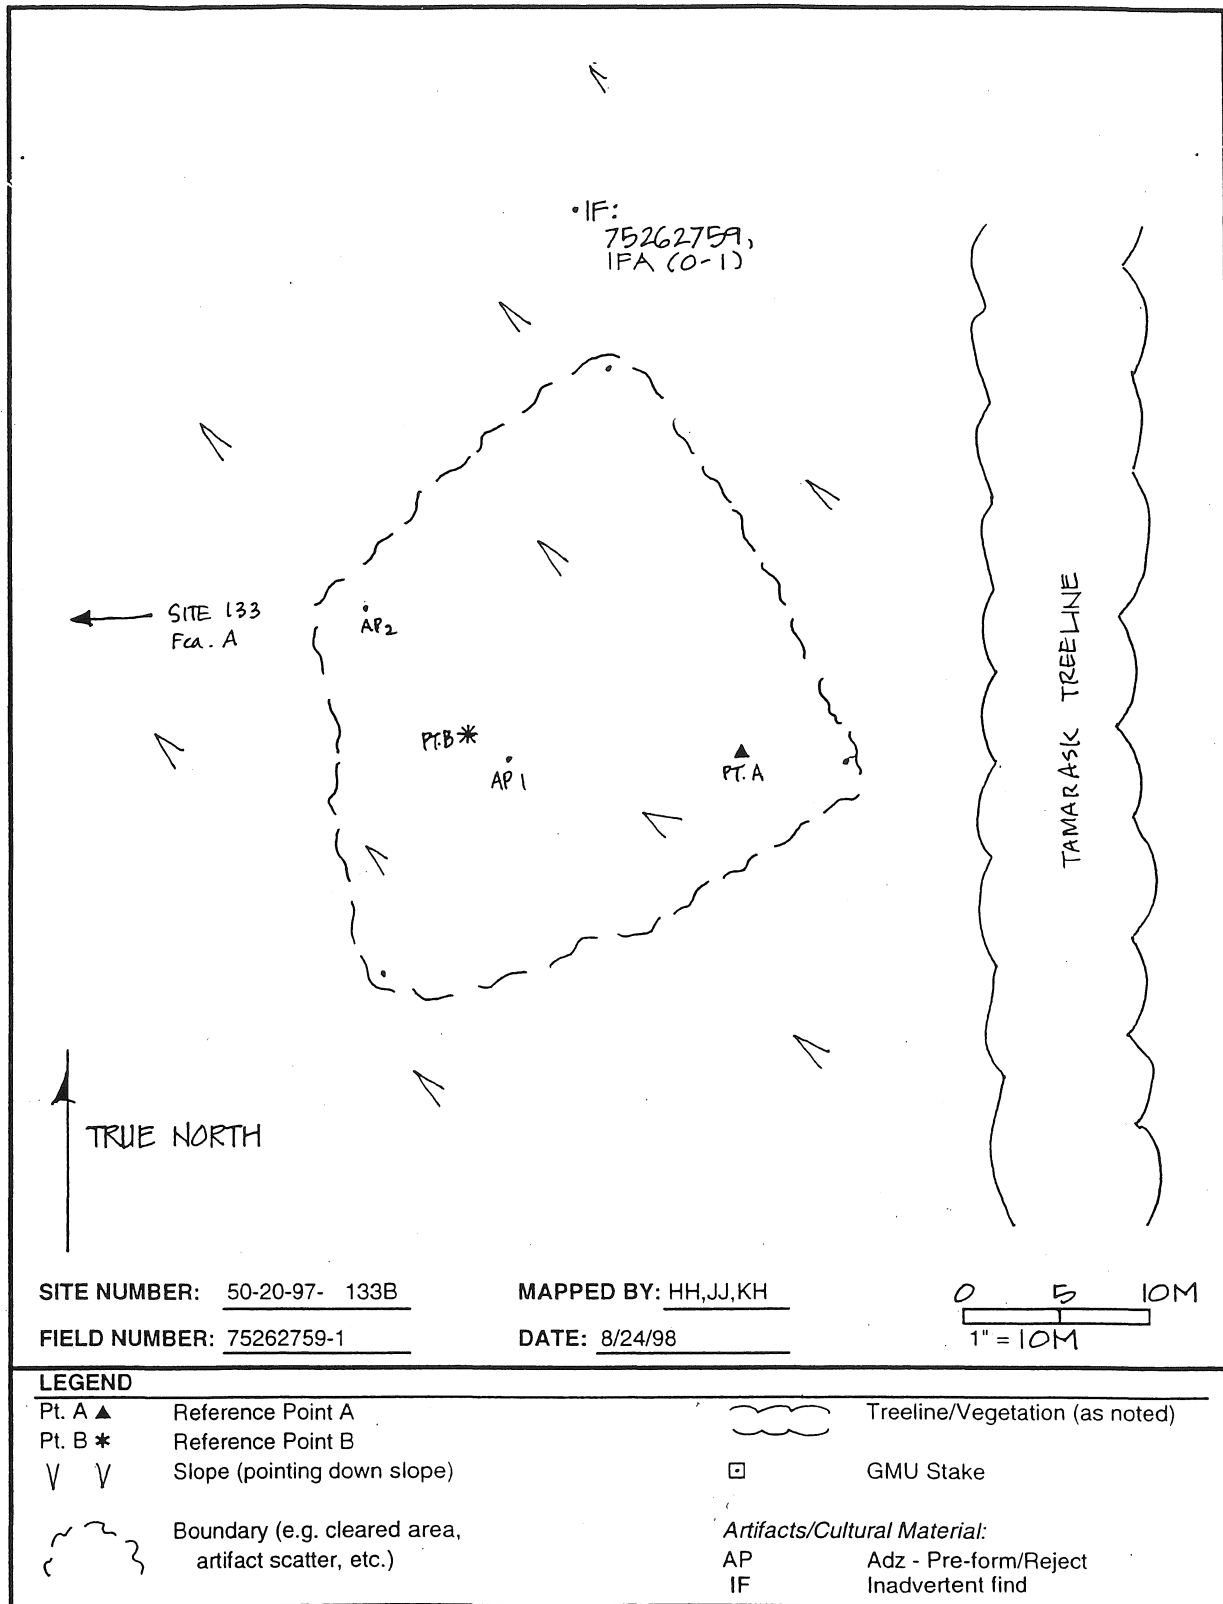 •IF:
75262759,
IFA (0-1)
SITE 133
Fea. A
AP2
PT.B
AP1
PT. A
TAMARASK TREELINE
TRUE NORTH
SITE NUMBER: 50-20-97- 133B
MAPPED BY: HH,JJ,KH
0 5 10M
FIELD NUMBER: 75262759-1
DATE: 8/24/98
1" = 10M
LEGEND
Pt. A ▲ Reference Point A
Treeline/Vegetation (as noted)
Pt. B * Reference Point B
Slope (pointing down slope)
GMU Stake
Boundary (e.g. cleared area,
artifact scatter, etc.)
Artifacts/Cultural Material:
AP Adz - Pre-form/Reject
IF Inadvertent find